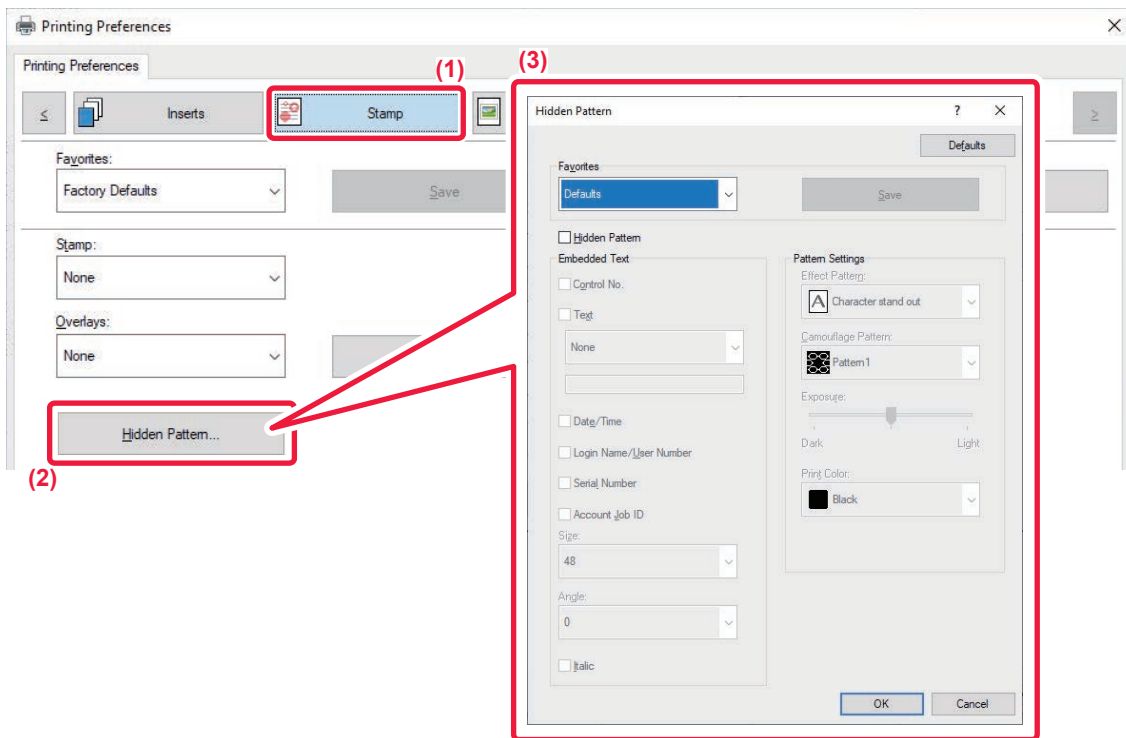 Printing Preferences
Printing Preferences
(1)
(3)
≤
Inserts
Stamp
≥
Favorites:
Factory Defaults
Save
Stamp:
None
Overlays:
None
Hidden Pattern...
(2)
Hidden Pattern
?
Defaults
Favorites
Defaults
Save
Hidden Pattern
Embedded Text
Control No.
Text
None
Date/Time
Login Name/User Number
Serial Number
Account Job ID
Size:
48
Angle:
0
Italic
Pattern Settings
Effect Pattern:
A Character stand out
Camouflage Pattern:
Pattern1
Exposure:
Dark Light
Print Color:
Black
OK Cancel